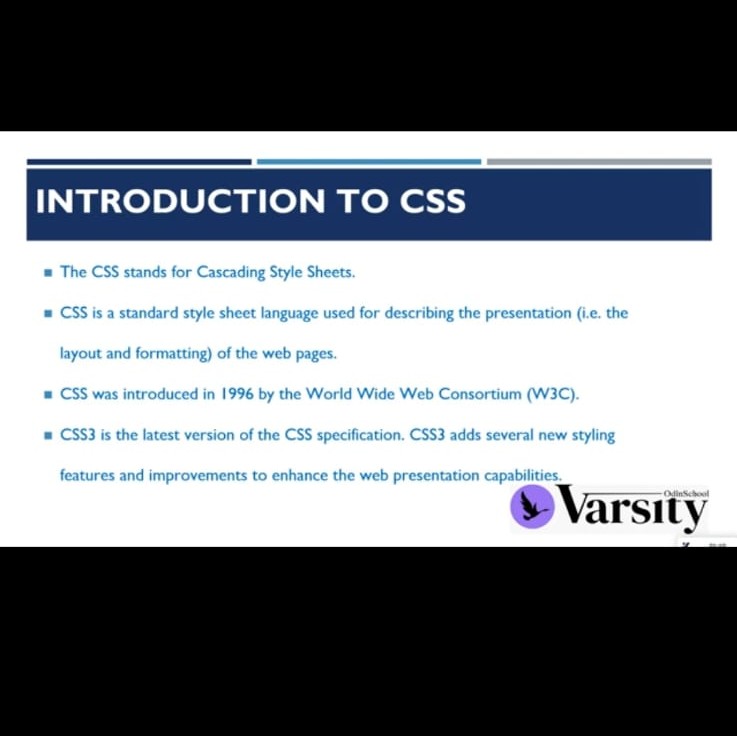 INTRODUCTION TO CSS
The CSS stands for Cascading Style Sheets.
CSS is a standard style sheet language used for describing the presentation (i.e. the
layout and formatting) of the web pages.
CSS was introduced in 1996 by the World Wide Web Consortium (W3C).
CSS3 is the latest version of the CSS specification. CSS3 adds several new styling
features and improvements to enhance the web presentation capabilities.
OdinSchool
Varsity